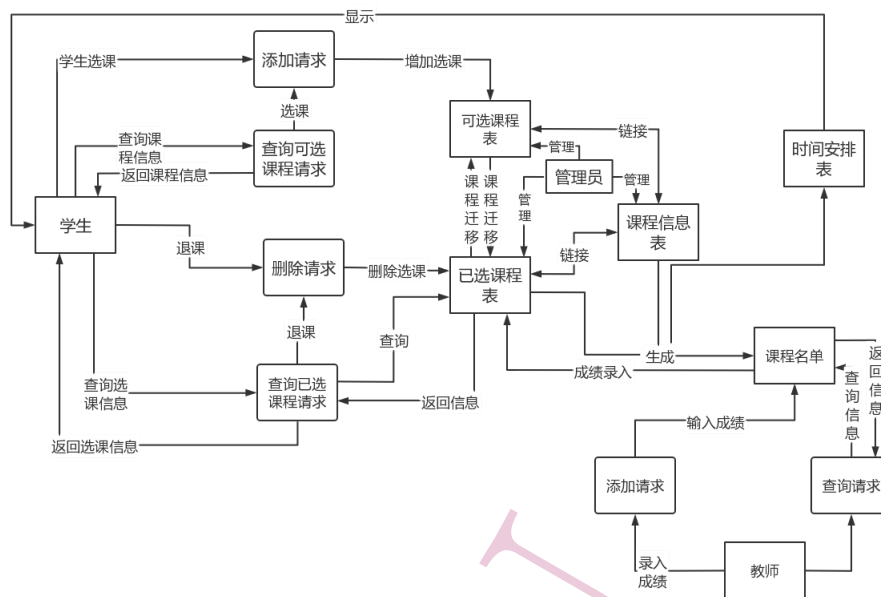 显示
学生选课
添加请求
增加选课
选课
查询课
程信息
返回课程信息
查询可选
课程请求
可选课程
表
链接
管理
管理员
管理
时间安排
表
课程迁移
课程迁移
管理
课程信息
表
学生
退课
删除请求
删除选课
已选课程
表
链接
退课
查询
生成
课程名单
成绩录入
查询选
课信息
查询已选
课程请求
返回信息
返回选课信息
查询信息
返回信息
输入成绩
添加请求
查询请求
录入
成绩
教师